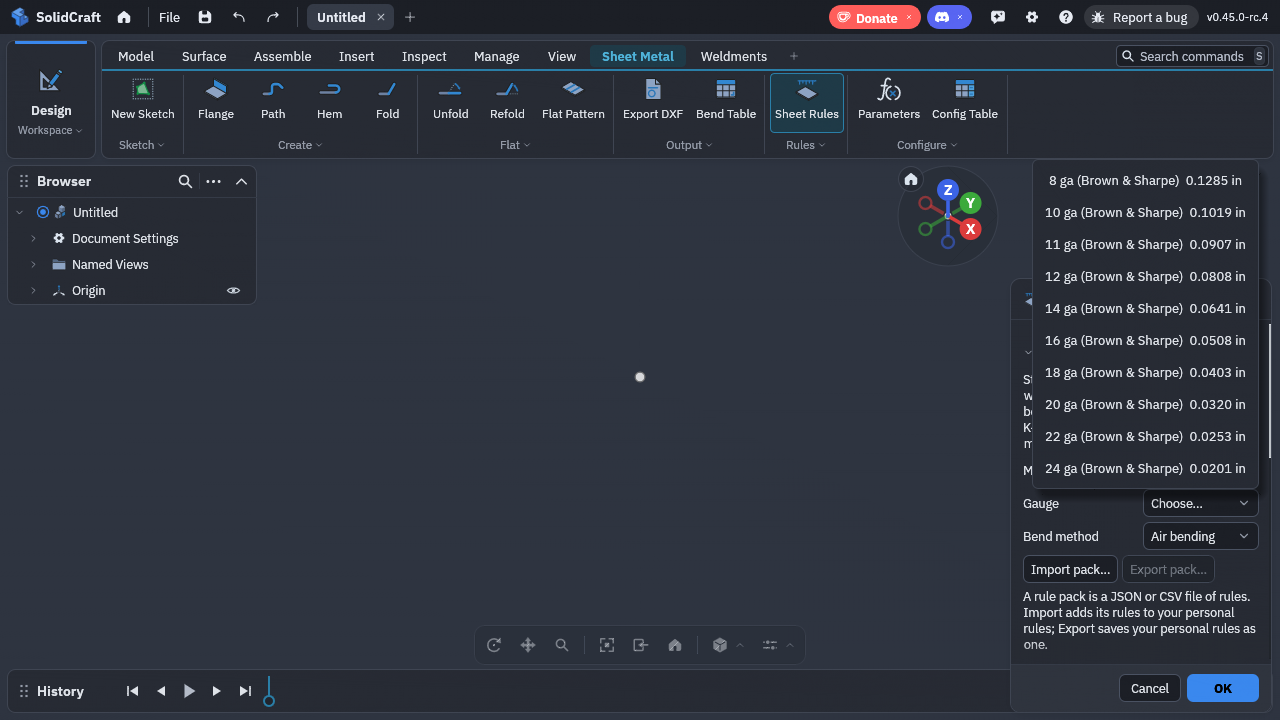 SolidCraft
File
Untitled
Donate
Report a bug
v0.45.0-rc.4
Design
Workspace
Model
Surface
Assemble
Insert
Inspect
Manage
View
Sheet Metal
Weldments
Search commands
S
New Sketch
Flange
Path
Hem
Fold
Unfold
Refold
Flat Pattern
Export DXF
Bend Table
Sheet Rules
Parameters
Config Table
Sketch
Create
Flat
Output
Rules
Configure
Browser
Untitled
Document Settings
Named Views
Origin
Z
Y
X
8 ga (Brown & Sharpe) 0.1285 in
10 ga (Brown & Sharpe) 0.1019 in
11 ga (Brown & Sharpe) 0.0907 in
12 ga (Brown & Sharpe) 0.0808 in
14 ga (Brown & Sharpe) 0.0641 in
16 ga (Brown & Sharpe) 0.0508 in
18 ga (Brown & Sharpe) 0.0403 in
20 ga (Brown & Sharpe) 0.0320 in
22 ga (Brown & Sharpe) 0.0253 in
24 ga (Brown & Sharpe) 0.0201 in
Gauge
Choose...
Bend method
Air bending
Import pack...
Export pack...
A rule pack is a JSON or CSV file of rules.
Import adds its rules to your personal
rules; Export saves your personal rules as
one.
Cancel
OK
History